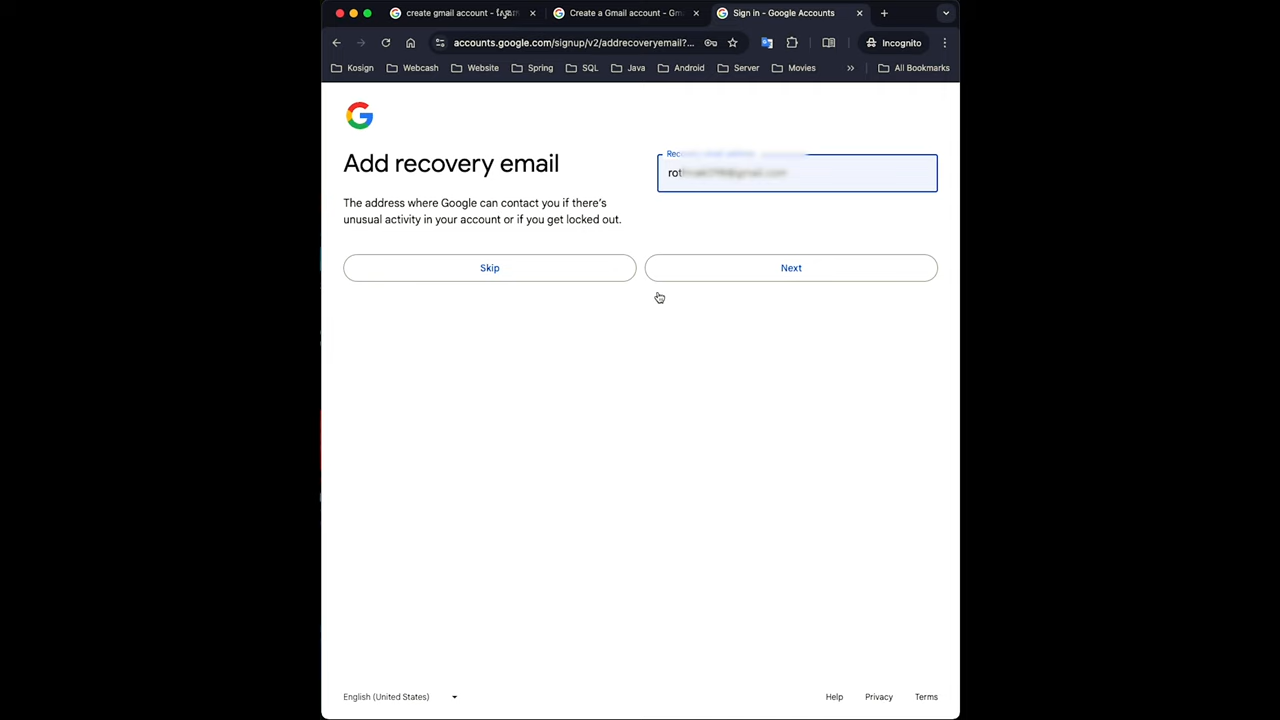 create gmail account -
Create a Gmail account - Gm
Sign in - Google Accounts
accounts.google.com/signup/v2/addrecoveryemail?...
Incognito
Kosign
Webcash
Website
Spring
SQL
Java
Android
Server
Movies
All Bookmarks
Add recovery email
The address where Google can contact you if there's
unusual activity in your account or if you get locked out.
rot
Skip
Next
English (United States)
Help
Privacy
Terms